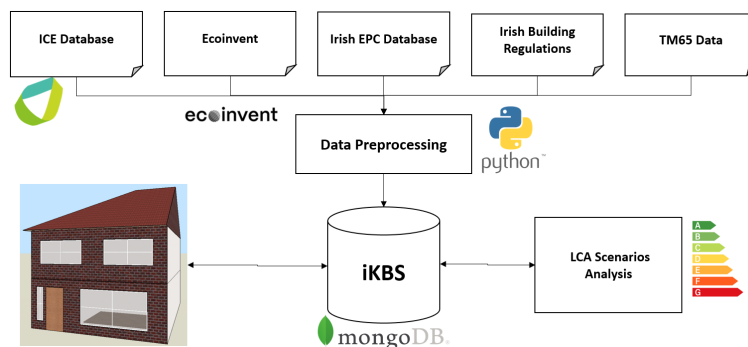 ICE Database
Ecoinvent
Irish EPC Database
Irish Building
Regulations
TM65 Data
ecoinvent
Data Preprocessing
python™
iKBS
LCA Scenarios
Analysis
A
B
C
D
E
F
G
mongoDB®